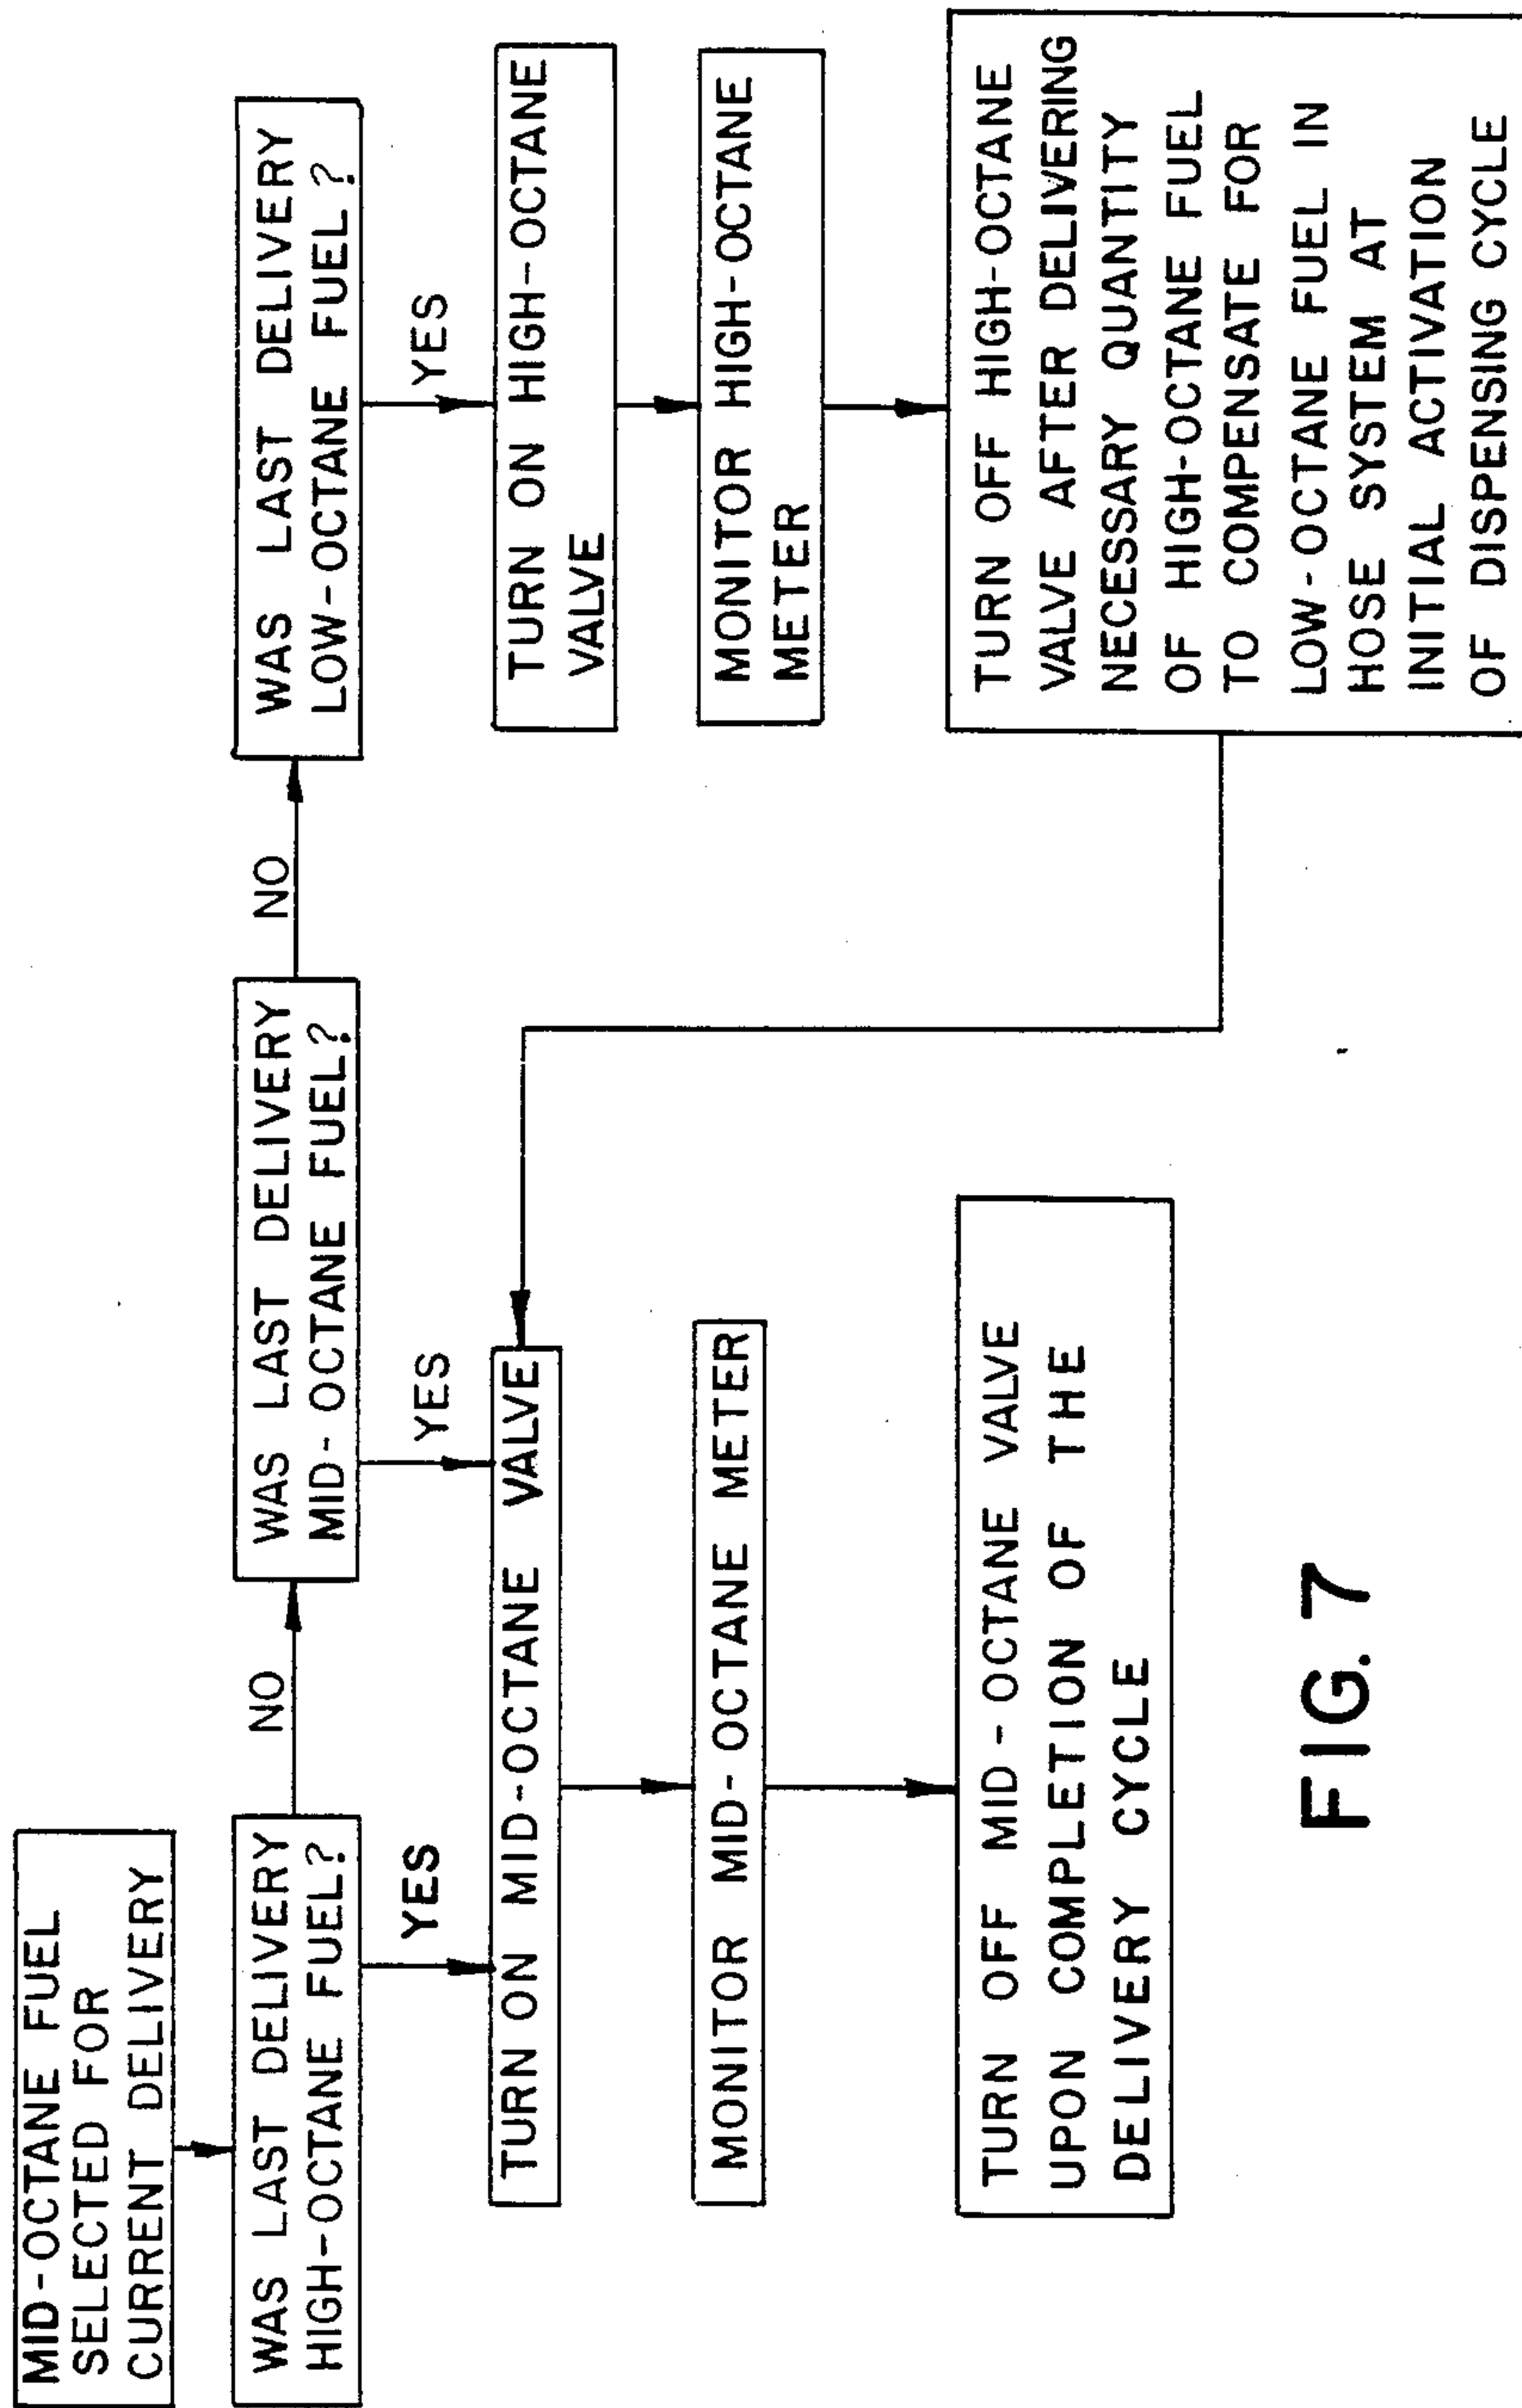 MID-OCTANE FUEL
SELECTED FOR
CURRENT DELIVERY
WAS LAST DELIVERY
HIGH-OCTANE FUEL?
NO
WAS LAST DELIVERY
MID-OCTANE FUEL?
NO
WAS LAST DELIVERY
LOW-OCTANE FUEL?
YES
YES
YES
TURN ON MID-OCTANE VALVE
TURN ON HIGH-OCTANE
VALVE
MONITOR MID-OCTANE METER
MONITOR HIGH-OCTANE
METER
TURN OFF MID-OCTANE VALVE
UPON COMPLETION OF THE
DELIVERY CYCLE
TURN OFF HIGH-OCTANE
VALVE AFTER DELIVERING
NECESSARY QUANTITY
OF HIGH-OCTANE FUEL
TO COMPENSATE FOR
LOW-OCTANE FUEL IN
HOSE SYSTEM AT
INITIAL ACTIVATION
OF DISPENSING CYCLE
FIG. 7